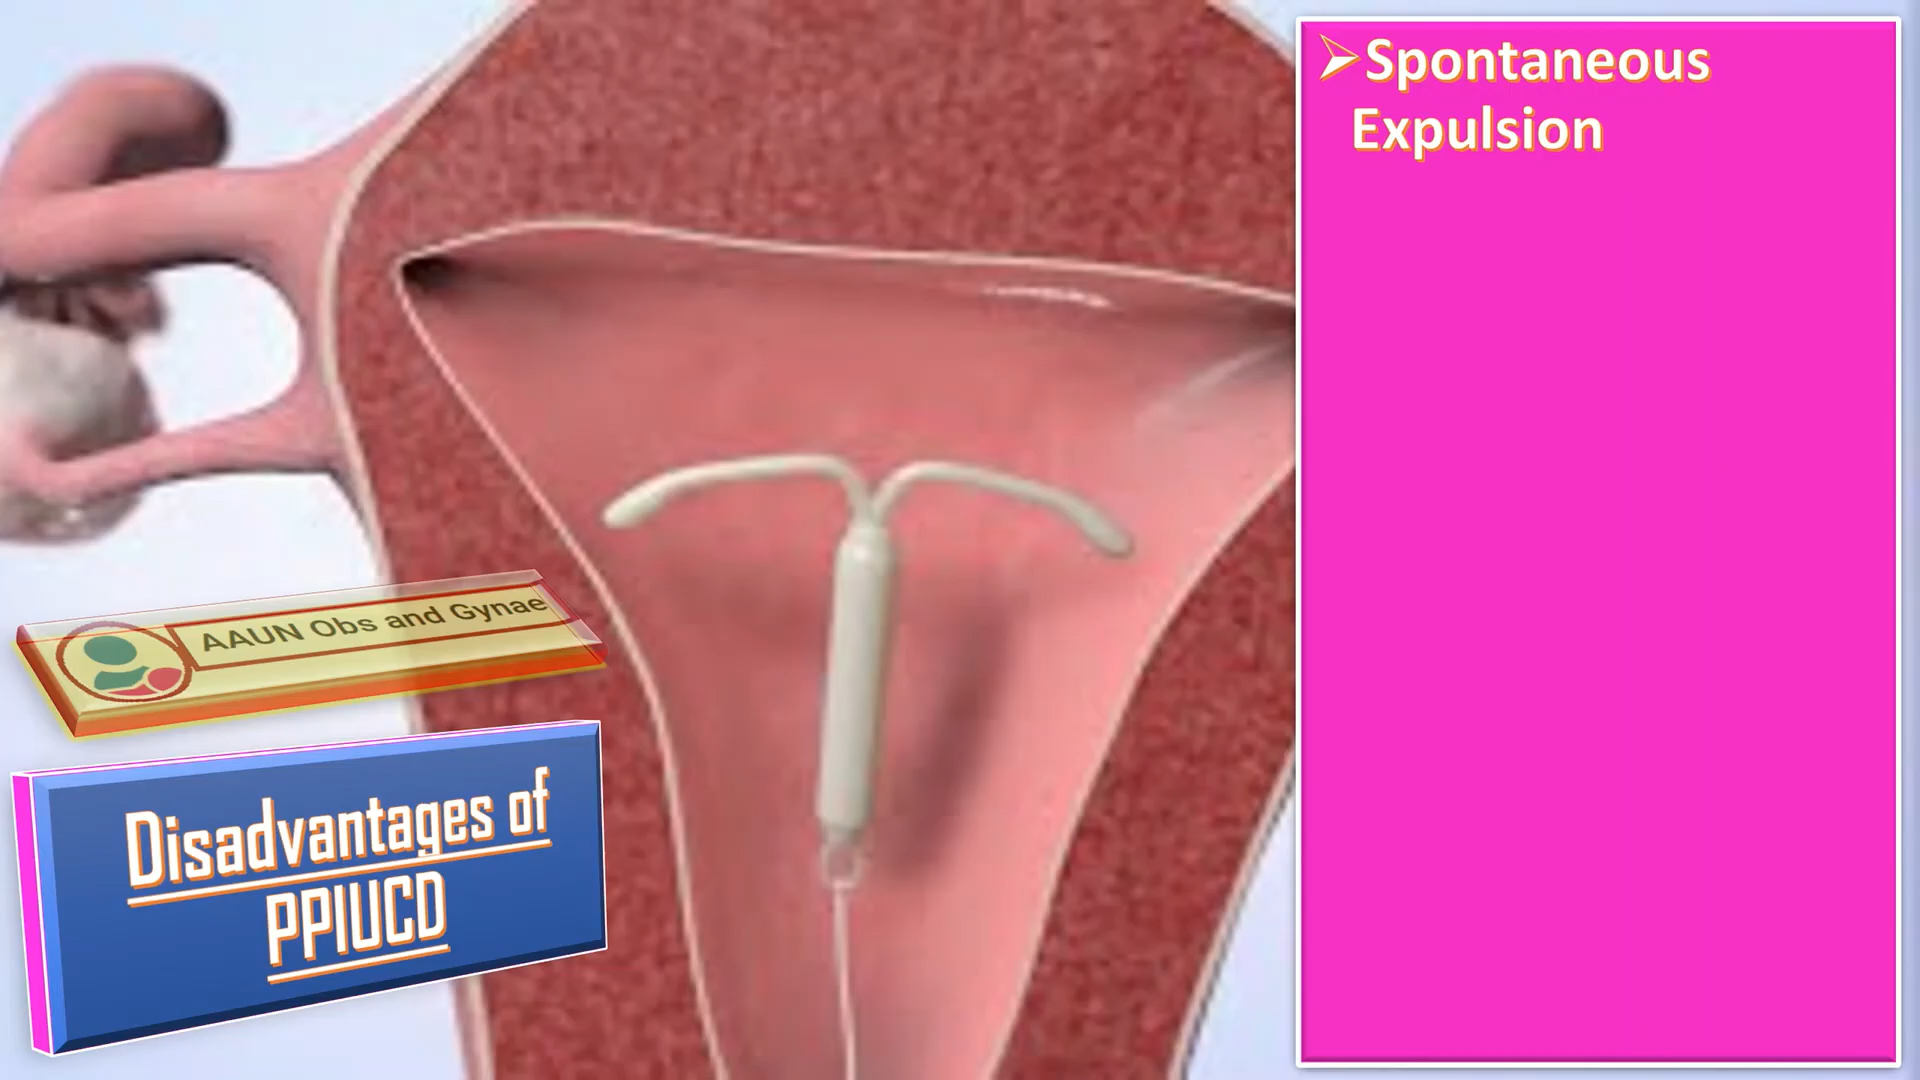 ➢Spontaneous
Expulsion
AAUN Obs and Gynae
Disadvantages of
PPIUCD